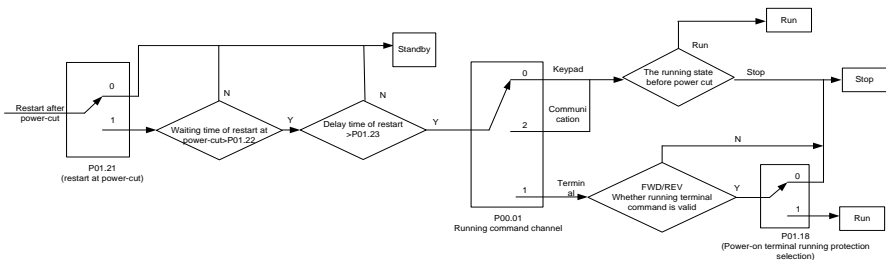 Run
Run
Standby
0
Keypad
0
The running state
before power cut
Stop
Stop
Restart after
power-cut
N
N
Communi
cation
1
Waiting time of restart at
power-cut>P01.22
Y
Delay time of restart
>P01.23
Y
2
P01.21
(restart at power-cut)
N
1
Termin
al
FWD/REV
Whether running terminal
command is valid
Y
0
1
Run
P00.01
Running command channel
P01.18
(Power-on terminal running protection
selection)